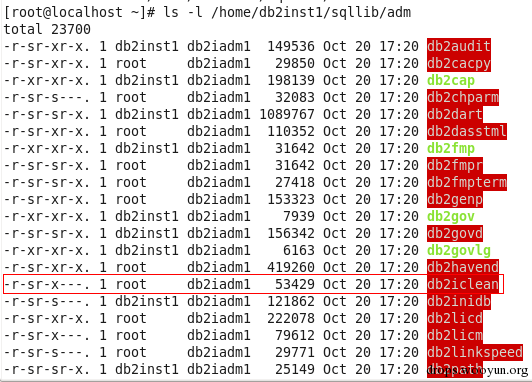 [root@localhost ~]# ls -l /home/db2inst1/sqllib/adm
total 23700
-r-sr-xr-x. 1 db2inst1 db2iadm1 149536 Oct 20 17:20 db2audit
-r-sr-xr-x. 1 root db2iadm1 29850 Oct 20 17:20 db2cacpy
-r-xr-xr-x. 1 db2inst1 db2iadm1 198139 Oct 20 17:20 db2cap
-r-sr-s---. 1 root db2iadm1 32083 Oct 20 17:20 db2chparm
-r-sr-sr-x. 1 db2inst1 db2iadm1 1089767 Oct 20 17:20 db2dart
-r-sr-xr-x. 1 root db2iadm1 110352 Oct 20 17:20 db2dasstml
-r-xr-xr-x. 1 db2inst1 db2iadm1 31642 Oct 20 17:20 db2fmp
-r-sr-xr-x. 1 root db2iadm1 31642 Oct 20 17:20 db2fmpr
-r-sr-sr-x. 1 root db2iadm1 27418 Oct 20 17:20 db2fmpterm
-r-sr-xr-x. 1 root db2iadm1 153323 Oct 20 17:20 db2genp
-r-xr-xr-x. 1 db2inst1 db2iadm1 7939 Oct 20 17:20 db2gov
-r-sr-sr-x. 1 db2inst1 db2iadm1 156342 Oct 20 17:20 db2govd
-r-xr-xr-x. 1 db2inst1 db2iadm1 6163 Oct 20 17:20 db2govlg
-r-sr-xr-x. 1 root db2iadm1 419260 Oct 20 17:20 db2havend
-r-sr-x---. 1 root db2iadm1 53429 Oct 20 17:20 db2iclean
-r-sr-s---. 1 db2inst1 db2iadm1 121862 Oct 20 17:20 db2inidb
-r-sr-xr-x. 1 root db2iadm1 222078 Oct 20 17:20 db2licd
-r-sr-x---. 1 root db2iadm1 79612 Oct 20 17:20 db2licm
-r-sr-s---. 1 root db2iadm1 29771 Oct 20 17:20 db2linkspeed
-r-sr-sr-x. 1 db2inst1 db2iadm1 25149 Oct 20 17:20 db2path